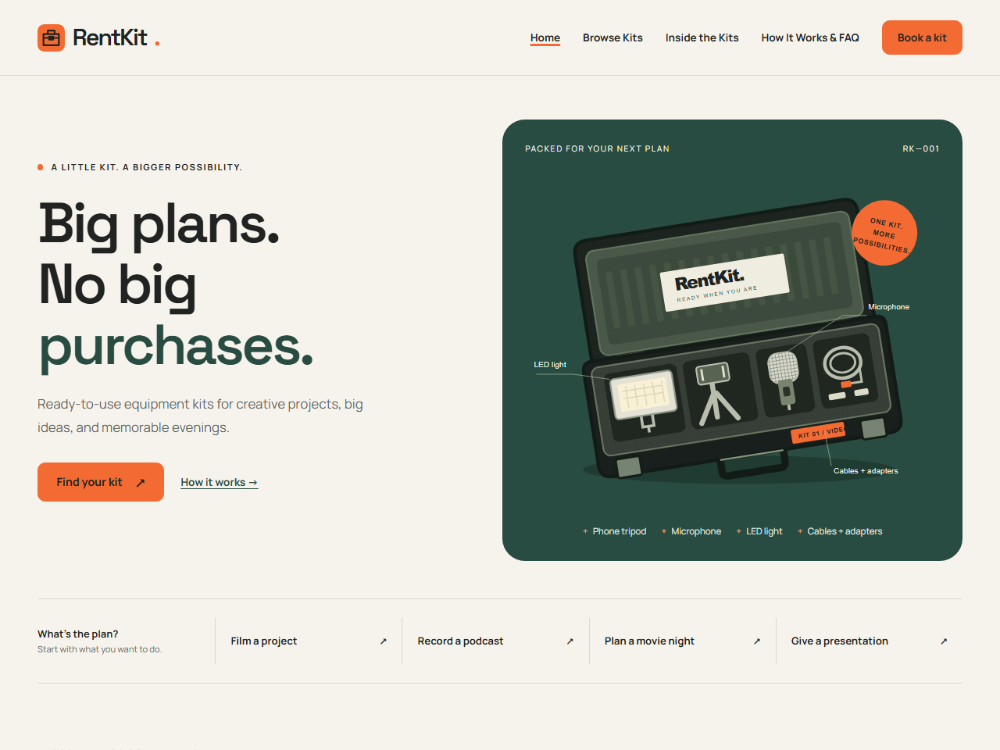 RentKit.
Home
Browse Kits
Inside the Kits
How It Works & FAQ
Book a kit
A LITTLE KIT. A BIGGER POSSIBILITY.
Big plans.
No big
purchases.
Ready-to-use equipment kits for creative projects, big
ideas, and memorable evenings.
Find your kit ↗
How it works →
PACKED FOR YOUR NEXT PLAN
RK—001
ONE KIT.
MORE
POSSIBILITIES.
RentKit.
READY WHEN YOU ARE
Microphone
LED light
KIT 01 / VIDE
Cables + adapters
+ Phone tripod
+ Microphone
+ LED light
+ Cables + adapters
What's the plan?
Start with what you want to do.
Film a project ↗
Record a podcast ↗
Plan a movie night ↗
Give a presentation ↗